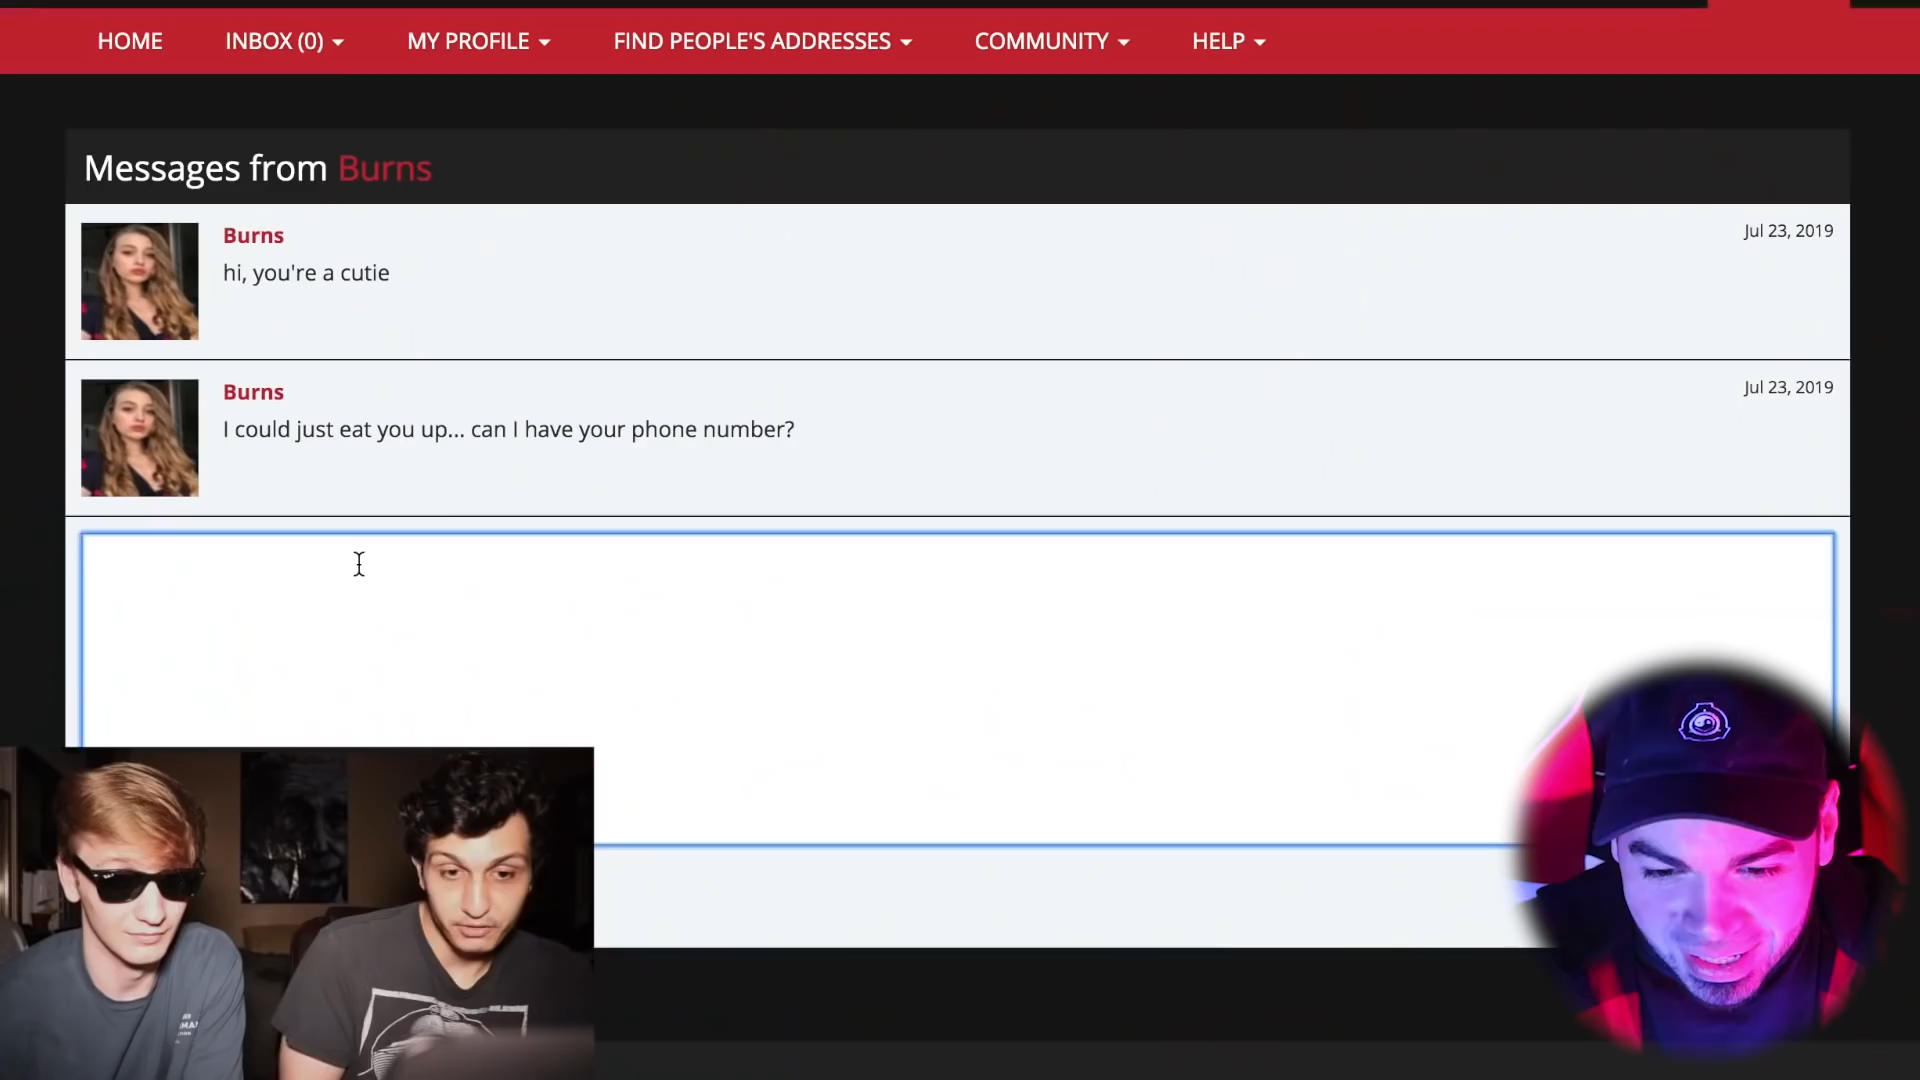 HOME INBOX (0) MY PROFILE FIND PEOPLE'S ADDRESSES COMMUNITY HELP
Messages from Burns
Burns
Jul 23, 2019
hi, you're a cutie
Burns
Jul 23, 2019
I could just eat you up... can I have your phone number?